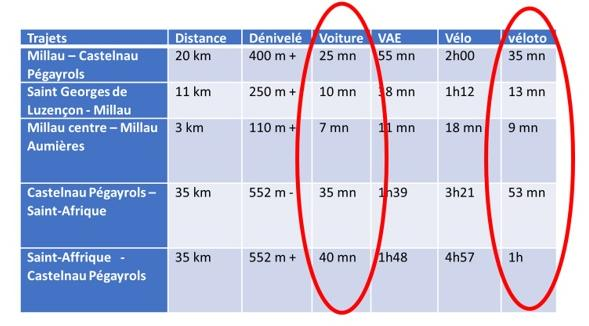 Trajets Distance Dénivelé Voiture VAE Vélo véloto
Millau – Castelnau 20 km 400 m + 25 mn 55 mn 2h00 35 mn
Pégayrols
Saint Georges de 11 km 250 m + 10 mn 38 mn 1h12 13 mn
Luzençon - Millau
Millau centre – Millau 3 km 110 m + 7 mn 11 mn 18 mn 9 mn
Aumières
Castelnau Pégayrols – 35 km 552 m - 35 mn 1h39 3h21 53 mn
Saint-Afrique
Saint-Affrique - 35 km 552 m + 40 mn 1h48 4h57 1h
Castelnau Pégayrols